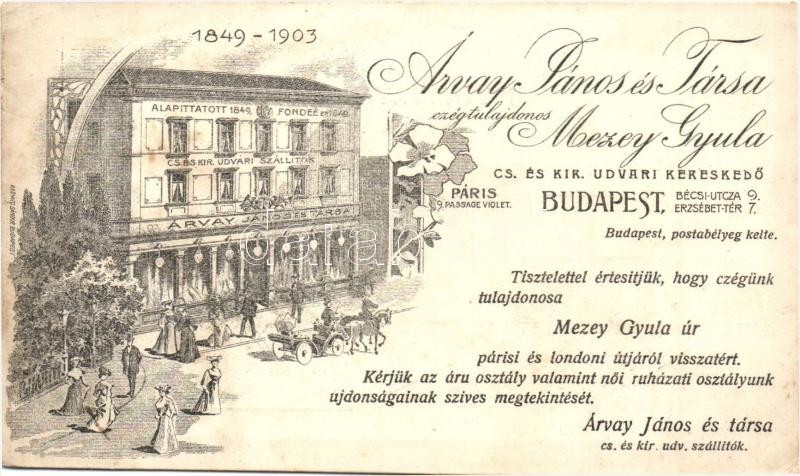 1849 - 1903
Árvay János és Társa
czégtulajdonos
Mezey Gyula
CS. ÉS KIR. UDVARI KERESKEDŐ
PÁRIS
9. PASSAGE VIOLET.
BUDAPEST, BÉCSI-UTCZA 9.
ERZSÉBET-TÉR 7.
Budapest, postabélyeg kelte.
ALAPITTATOTT 1849. FONDÉE EN 1849.
CS. ÉS KIR. UDVARI SZÁLLITÓK
ÁRVAY JÁNOS ÉS TÁRSA
Tisztelettel értesitjük, hogy czégünk
tulajdonosa
Mezey Gyula úr
párisi és londoni útjáról visszatért.
Kérjük az áru osztály valamint női ruházati osztályunk
ujdonságainak szives megtekintését.
Árvay János és társa
cs. és kir. udv. szállitók.